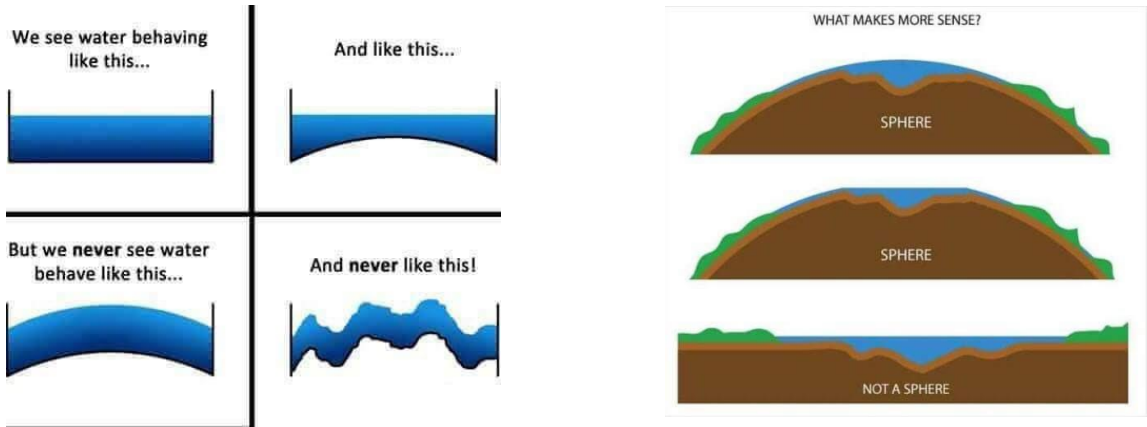 We see water behaving
like this...
And like this...
But we never see water
behave like this...
And never like this!
WHAT MAKES MORE SENSE?
SPHERE
SPHERE
NOT A SPHERE